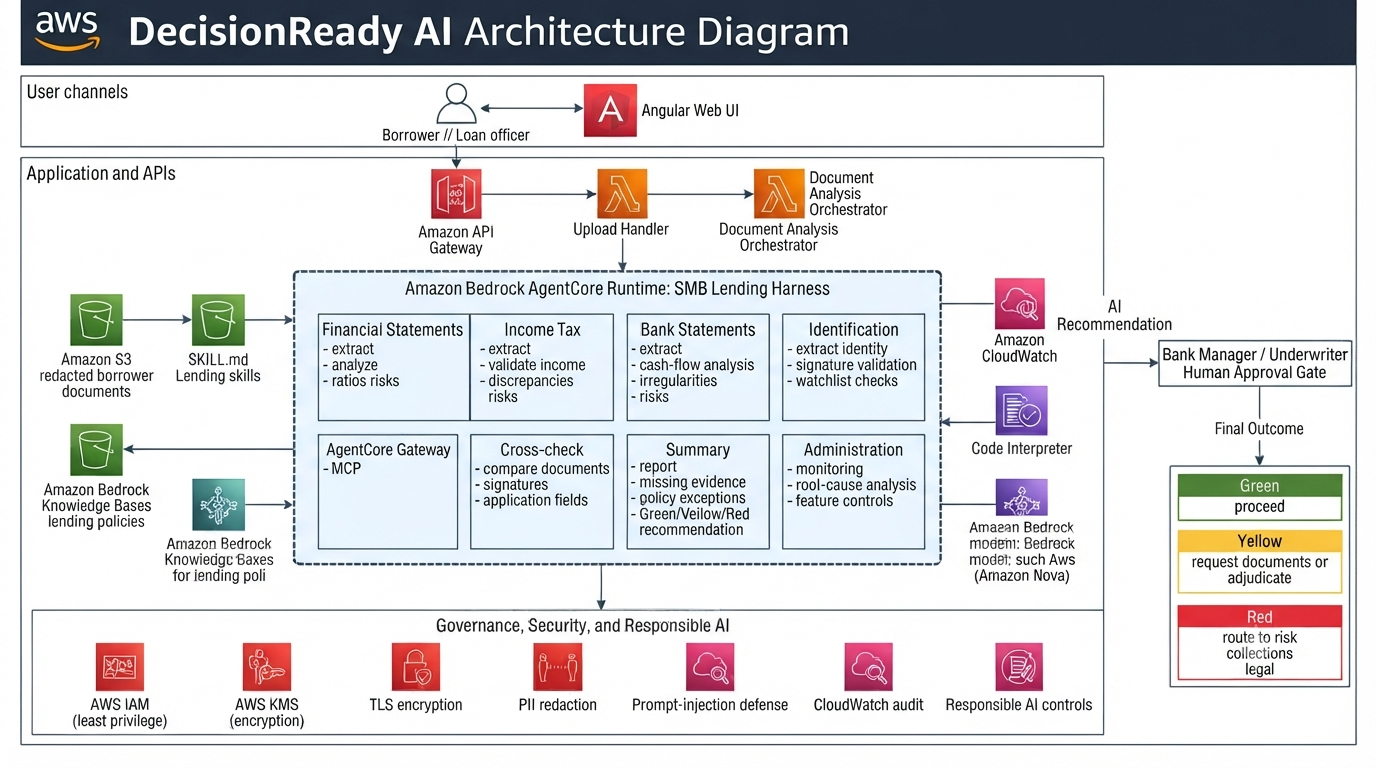 aws
DecisionReady AI Architecture Diagram
User channels
Borrower // Loan officer
Angular Web UI
Application and APIs
Amazon API
Gateway
Upload Handler
Document
Analysis
Orchestrator
Document Analysis
Orchestrator
Amazon S3
redacted borrower
documents
SKILL.md
Lending skills
Amazon Bedrock
Knowledge Bases
lending policies
Amazon Bedrock
Knowledgc Baxes
for lending poli
Amazon Bedrock AgentCore Runtime: SMB Lending Harness
Financial Statements
- extract
- analyze
- ratios risks
Income Tax
- extract
- validate income
- discrepancies
risks
Bank Statements
- extract
- cash-flow analysis
- irregularities
- risks
Identification
- extract identity
- signature validation
- watchlist checks
AgentCore Gateway
- MCP
Cross-check
- compare documents
- signatures
- application fields
Summary
- report
- missing evidence
- policy exceptions
- Green/Veilow/Red
recommendation
Administration
- monitoring
- rool-cause analysis
- feature controls
Amazon
CloudWatch
Code Interpreter
Bedrock
Bedrock
such Aws
(Amazon Nova)
AI
Recommendation
Bank Manager / Underwriter
Human Approval Gate
Final Outcome
Green
proceed
Yellow
request documents or
adjudicate
Red
route to risk
collections
legal
Governance, Security, and Responsible AI
AWS IAM
(least privilege)
AWS KMS
(encryption)
TLS encryption
PII redaction
Prompt-injection defense
CloudWatch audit
Responsible AI controls